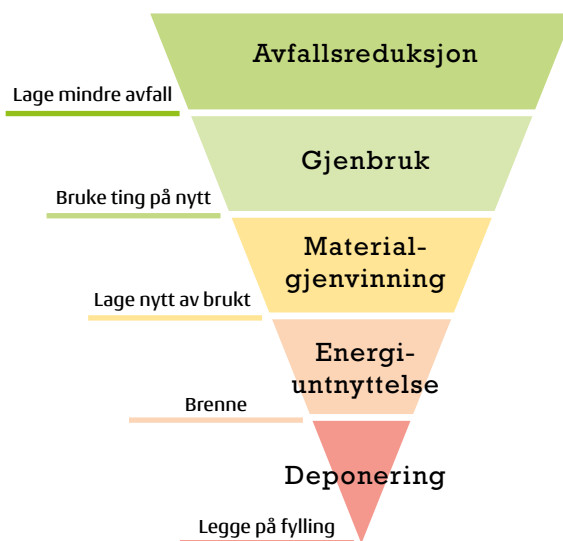 Avfallsreduksjon
Lage mindre avfall
Gjenbruk
Bruke ting på nytt
Material-
gjenvinning
Lage nytt av brukt
Energi-
untnyttelse
Brenne
Deponering
Legge på fylling